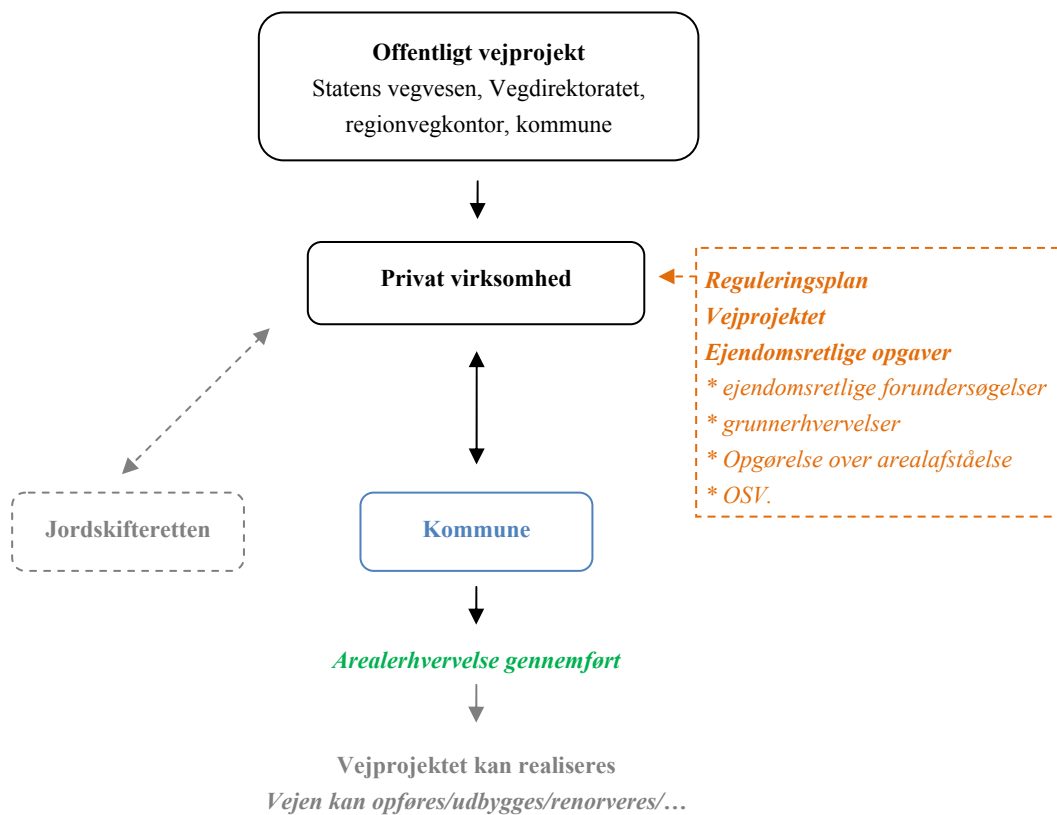 Offentligt vejprojekt
Statens vegvesen, Vegdirektoratet,
regionvegkontor, kommune
Privat virksomhed
Reguleringsplan
Vejprojektet
Ejendomsretlige opgaver
* ejendomsretlige forundersøgelser
* grunnerhvervelser
* Opgørelse over arealafståelse
* OSV.
Jordskifteretten
Kommune
Arealerhvervelse gennemført
Vejprojektet kan realiseres
Vejen kan opføres/udbygges/renorveres/…